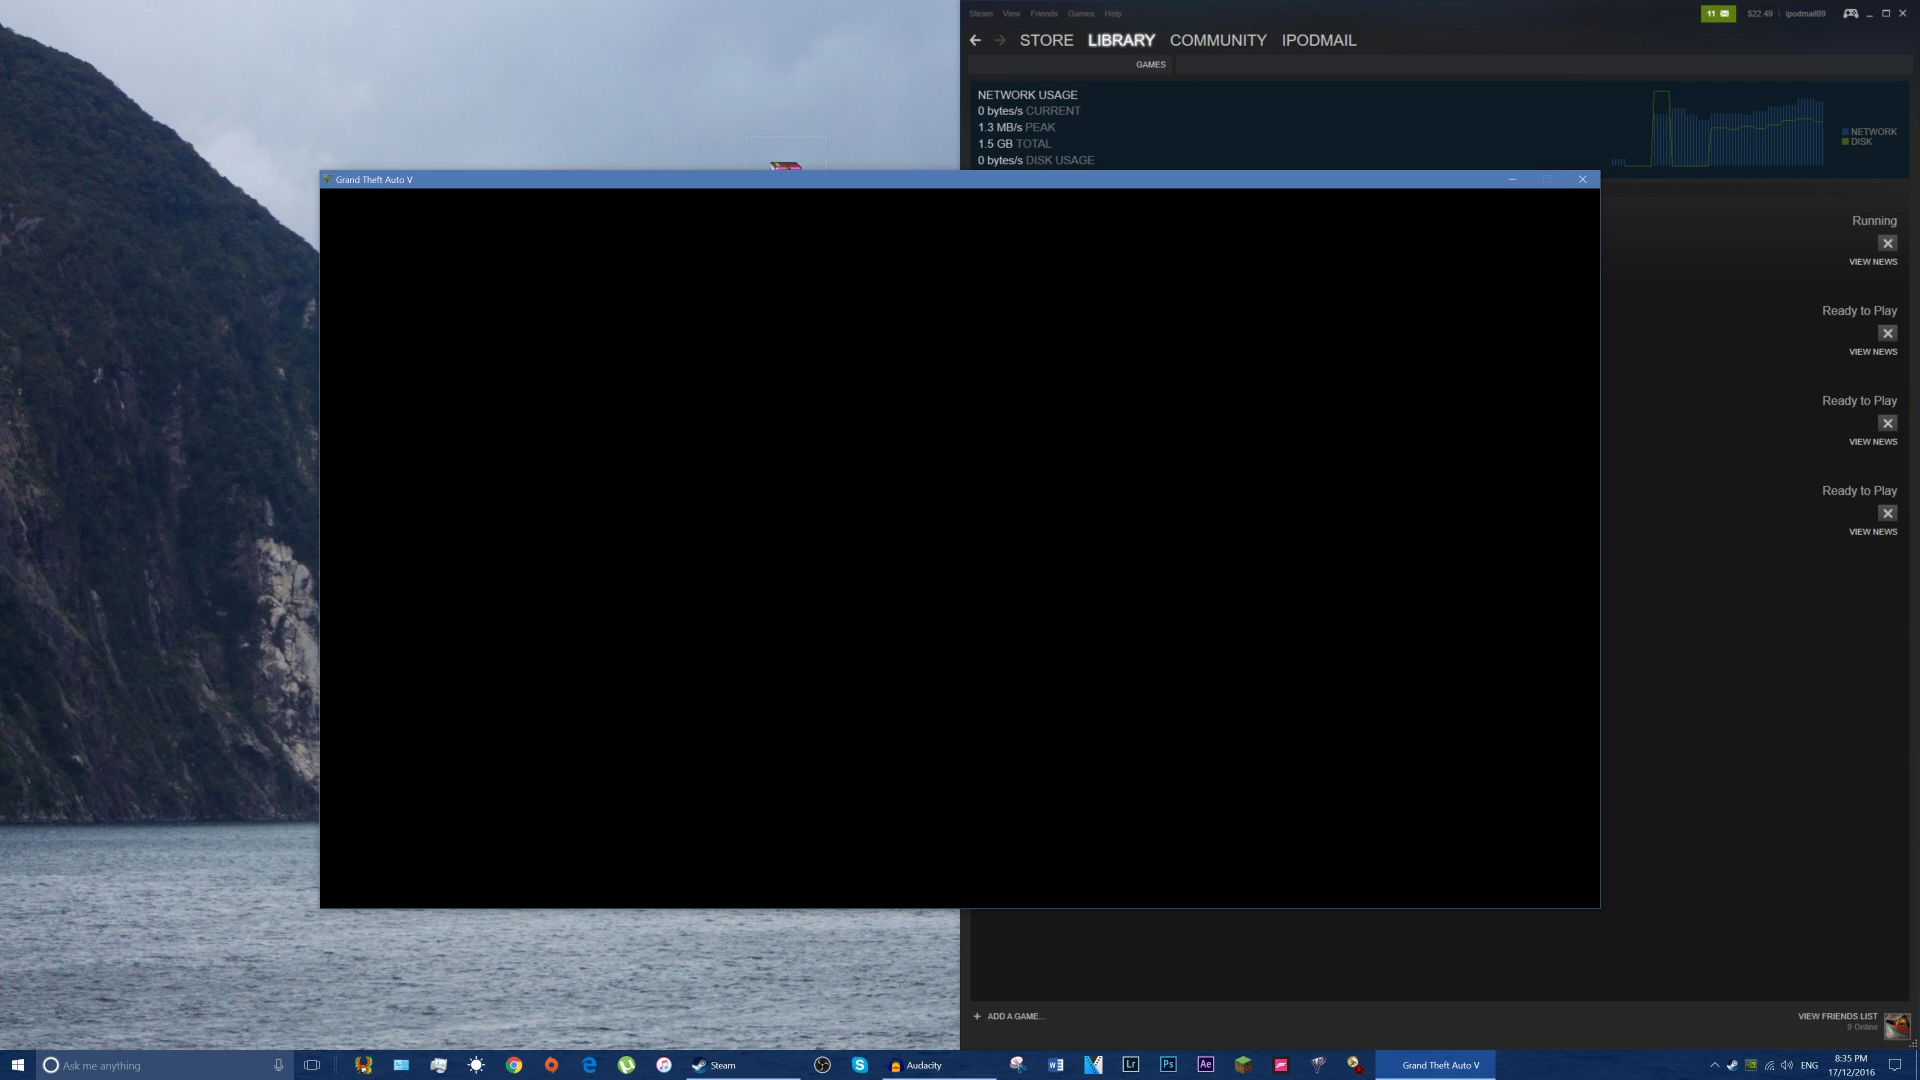 Steam View Friends Games Help
11 $22.49 | ipodmail09
STORE LIBRARY COMMUNITY IPODMAIL
GAMES
NETWORK USAGE
0 bytes/s CURRENT
1.3 MB/s PEAK
1.5 GB TOTAL
0 bytes/s DISK USAGE
NETWORK
DISK
Grand Theft Auto V
Running
VIEW NEWS
Ready to Play
VIEW NEWS
Ready to Play
VIEW NEWS
Ready to Play
VIEW NEWS
+ ADD A GAME...
VIEW FRIENDS LIST
0 Online
Ask me anything
Steam
Audacity
W
Lr
Ps
Ae
Grand Theft Auto V
ENG
8:35 PM
17/12/2016